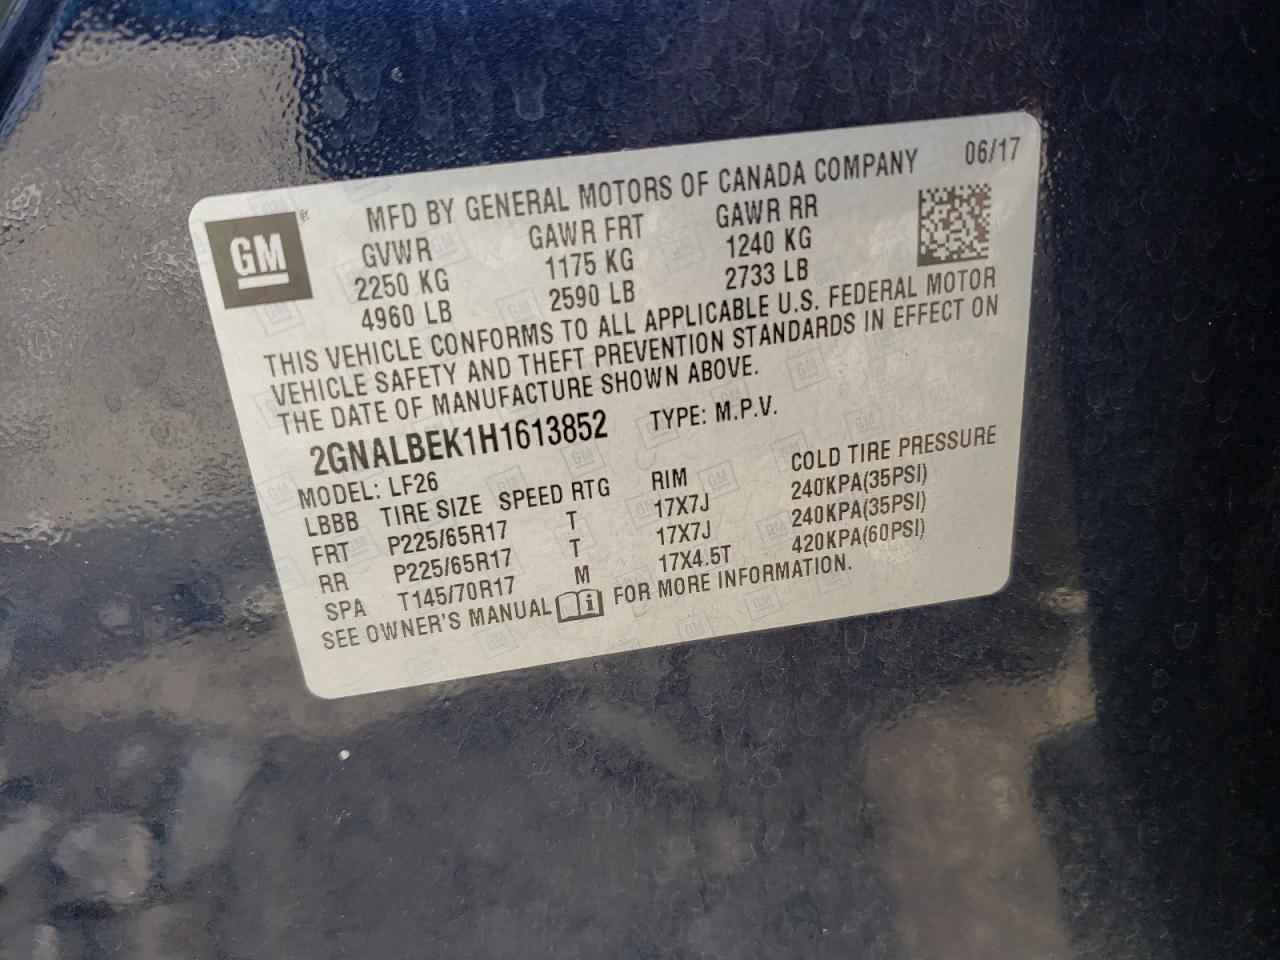 GM ®
MFD BY GENERAL MOTORS OF CANADA COMPANY 06/17
GVWR GAWR FRT GAWR RR
2250 KG 1175 KG 1240 KG
4960 LB 2590 LB 2733 LB
THIS VEHICLE CONFORMS TO ALL APPLICABLE U.S. FEDERAL MOTOR
VEHICLE SAFETY AND THEFT PREVENTION STANDARDS IN EFFECT ON
THE DATE OF MANUFACTURE SHOWN ABOVE.
2GNALBEK1H1613852 TYPE: M.P.V.
MODEL: LF26
LBBB TIRE SIZE SPEED RTG RIM COLD TIRE PRESSURE
FRT P225/65R17 T 17X7J 240KPA(35PSI)
RR P225/65R17 T 17X7J 240KPA(35PSI)
SPA T145/70R17 M 17X4.5T 420KPA(60PSI)
SEE OWNER'S MANUAL i FOR MORE INFORMATION.